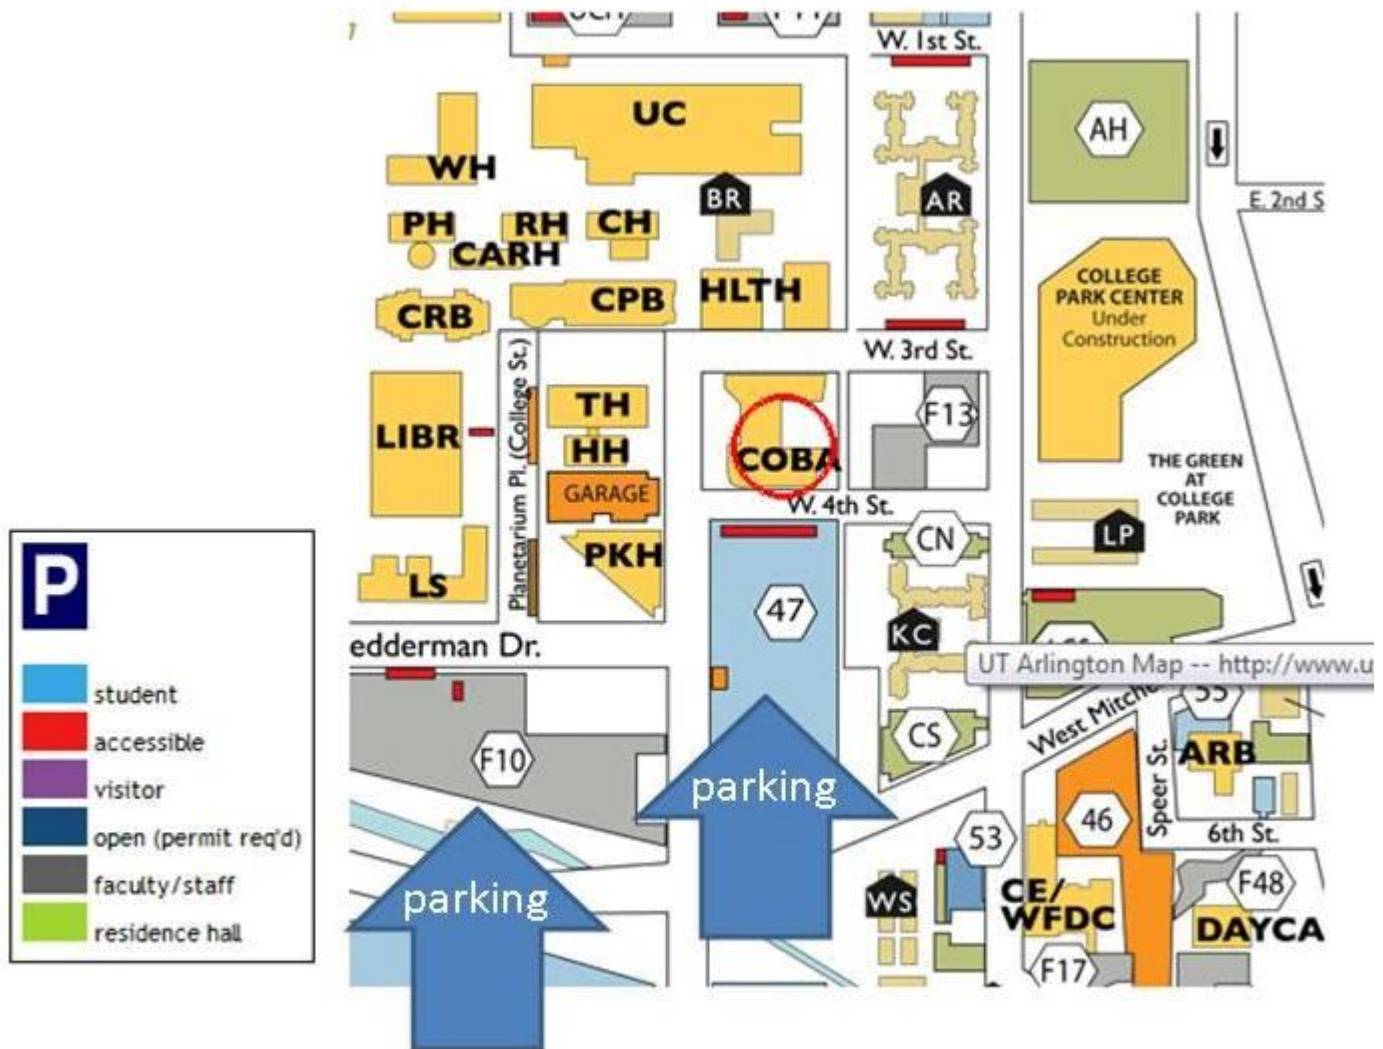 W. 1st St.
UC
AH
WH
BR
AR
E. 2nd S
PH
RH
CH
CARH
COLLEGE
PARK CENTER
Under
Construction
CRB
CPB
HLTH
W. 3rd St.
Planetarium Pl. (College St.)
TH
F13
LIBR
HH
COBA
GARAGE
W. 4th St.
THE GREEN
AT
COLLEGE
PARK
CN
LP
PKH
LS
47
KC
edderman Dr.
UT Arlington Map -- http://www.u
West Mitche
55
F10
CS
ARB
Speer St.
parking
46
6th St.
53
parking
WS
CE/
WFDC
F48
DAYCA
F17
P
student
accessible
visitor
open (permit req'd)
faculty/staff
residence hall